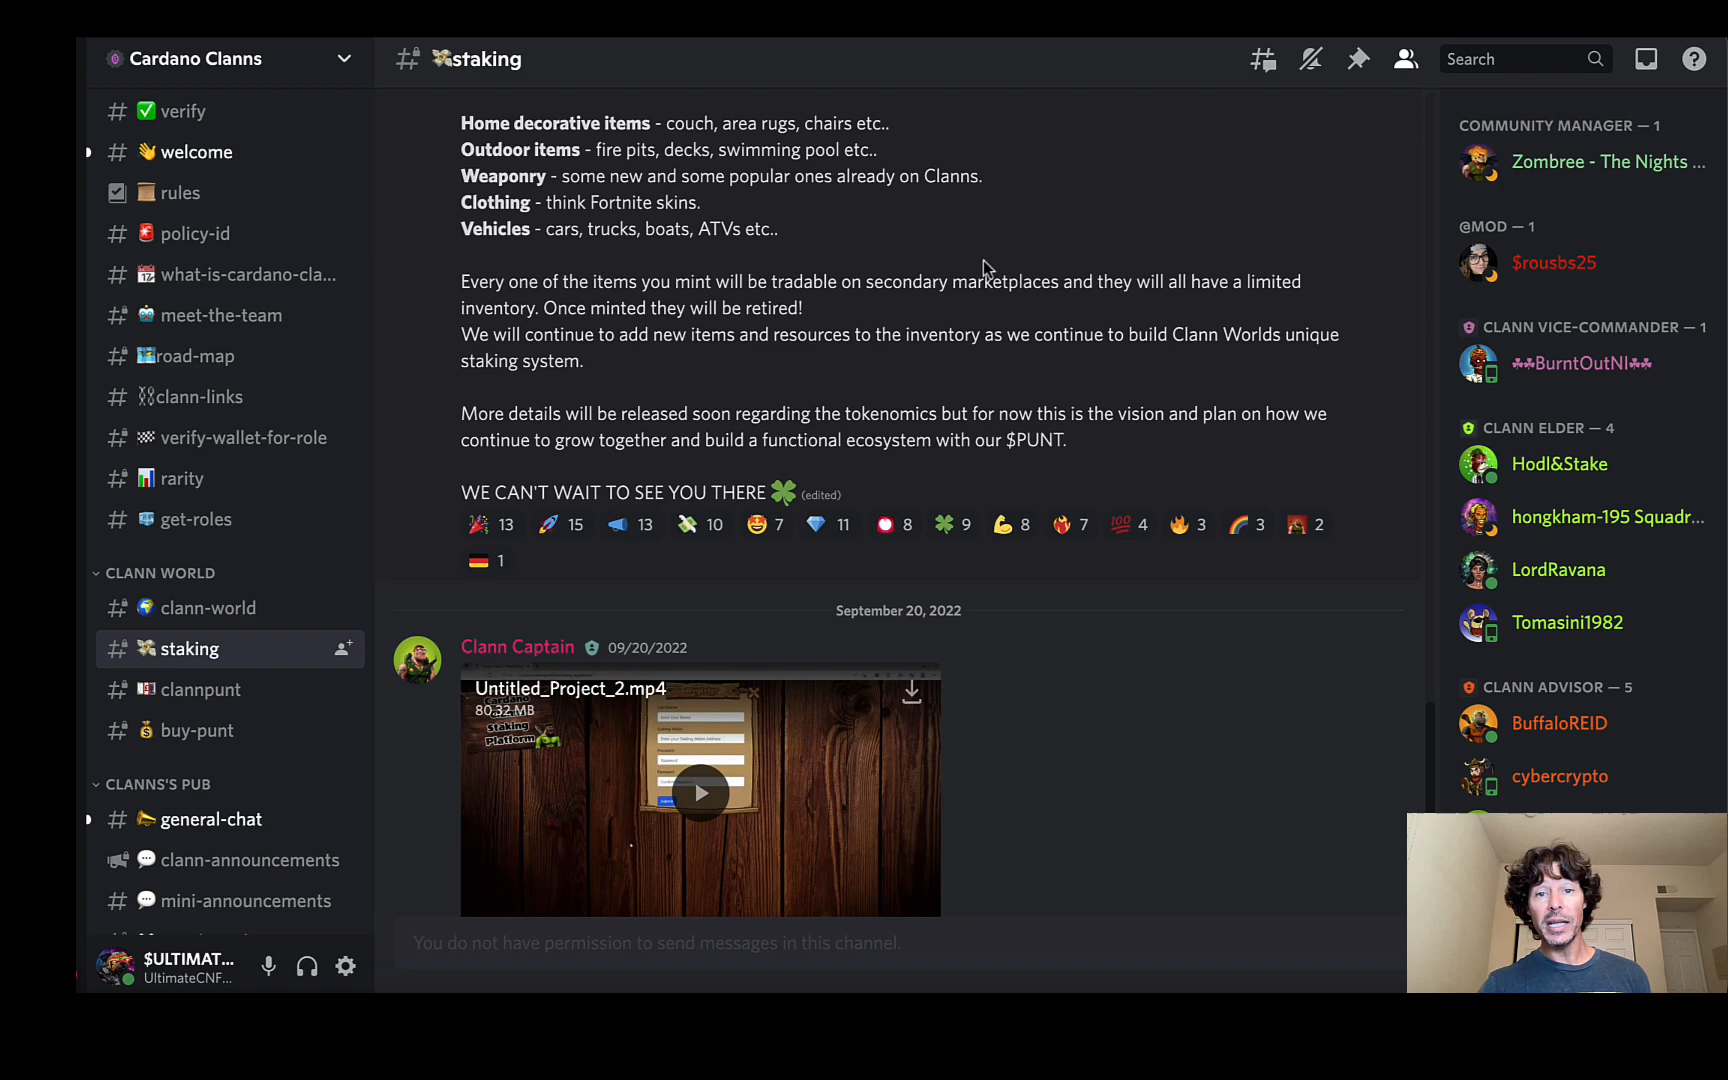 Cardano Clanns
verify
welcome
rules
policy-id
what-is-cardano-cla...
meet-the-team
road-map
clann-links
verify-wallet-for-role
rarity
get-roles
CLANN WORLD
clann-world
staking
clannpunt
buy-punt
CLANNS'S PUB
general-chat
clann-announcements
mini-announcements
$ULTIMAT...
UltimateCNF...
staking
Search
Home decorative items - couch, area rugs, chairs etc..
Outdoor items - fire pits, decks, swimming pool etc..
Weaponry - some new and some popular ones already on Clanns.
Clothing - think Fortnite skins.
Vehicles - cars, trucks, boats, ATVs etc..
Every one of the items you mint will be tradable on secondary marketplaces and they will all have a limited
inventory. Once minted they will be retired!
We will continue to add new items and resources to the inventory as we continue to build Clann Worlds unique
staking system.
More details will be released soon regarding the tokenomics but for now this is the vision and plan on how we
continue to grow together and build a functional ecosystem with our $PUNT.
WE CAN'T WAIT TO SEE YOU THERE 🍀 (edited)
13 15 13 10 7 11 8 9 8 7 💯 4 3 3 2
1
September 20, 2022
Clann Captain 09/20/2022
Untitled_Project_2.mp4
80.32 MB
Cardano
Clanns
Staking
Platform
Submit
You do not have permission to send messages in this channel.
COMMUNITY MANAGER — 1
Zombree - The Nights ...
@MOD — 1
$rousbs25
CLANN VICE-COMMANDER — 1
☘☘BurntOutNI☘☘
CLANN ELDER — 4
Hodl&Stake
hongkham-195 Squadr...
LordRavana
Tomasini1982
CLANN ADVISOR — 5
BuffaloREID
cybercrypto